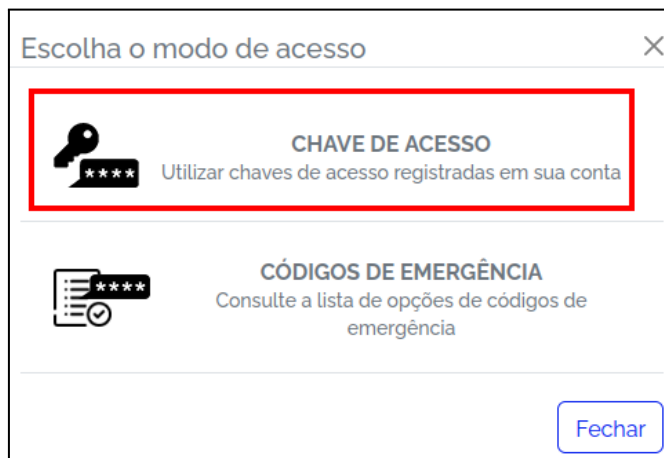 Escolha o modo de acesso
CHAVE DE ACESSO
****
Utilizar chaves de acesso registradas em sua conta
****
CÓDIGOS DE EMERGÊNCIA
Consulte a lista de opções de códigos de
emergência
Fechar